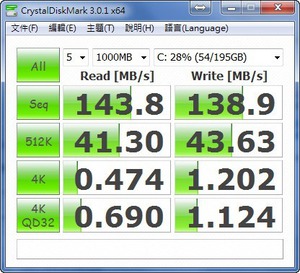 CrystalDiskMark 3.0.1 x64
文件(F) 編輯(E) 主題(T) 說明(H) 語言(Language)
All 5 1000MB C: 28% (54/195GB)
Read [MB/s] Write [MB/s]
Seq 143.8 138.9
512K 41.30 43.63
4K 0.474 1.202
4K QD32 0.690 1.124